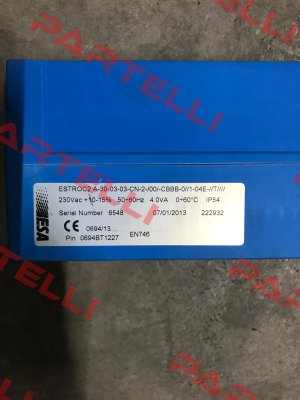 PARTELLI
ESTROC2 A-30-03-03-CN-2-/00/-CBBB-0//1-04E-//T////
230Vac +10-15% 50÷60Hz 4.0VA 0÷60°C IP54
Serial Number 6548 07/01/2013 222932
CE 0694/13 ...
Pin 0694BT1227 EN746
ESA
PARTELLI
PARTELLI